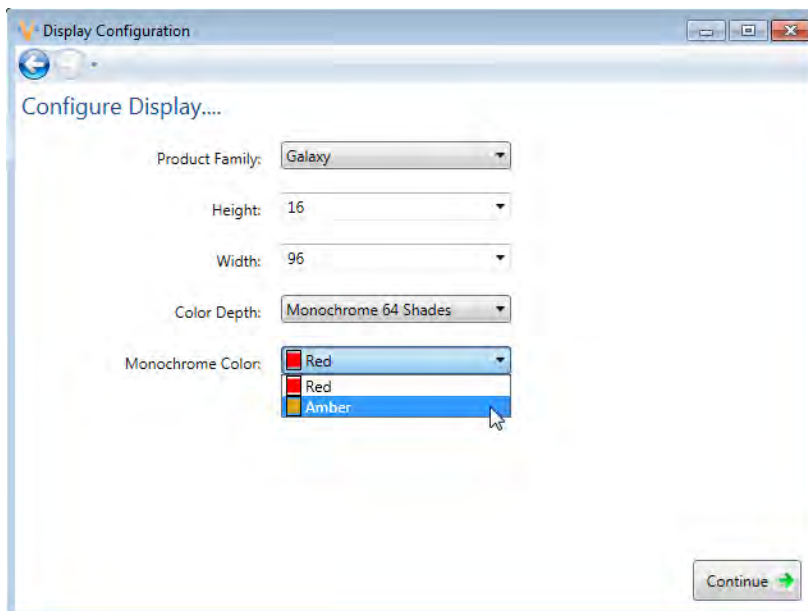 Display Configuration
Configure Display....
Product Family: Galaxy
Height: 16
Width: 96
Color Depth: Monochrome 64 Shades
Monochrome Color: Red
Red
Amber
Continue